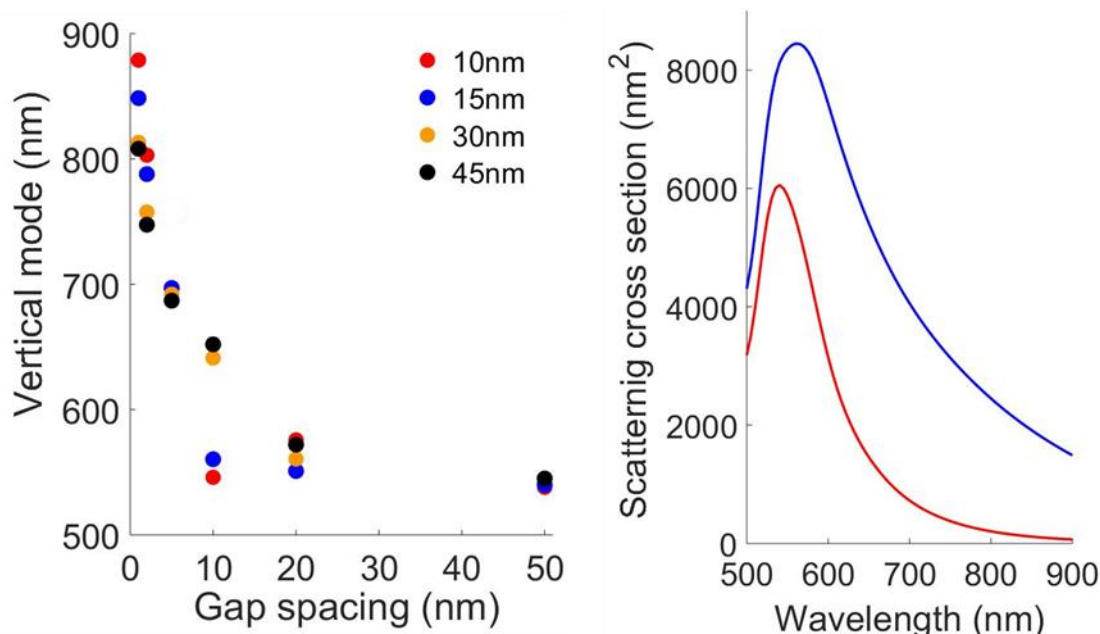 Vertical mode (nm)
900
800
700
600
500
0 10 20 30 40 50
Gap spacing (nm)
10nm
15nm
30nm
45nm
Scatternig cross section (nm²)
8000
6000
4000
2000
0
500 600 700 800 900
Wavelength (nm)